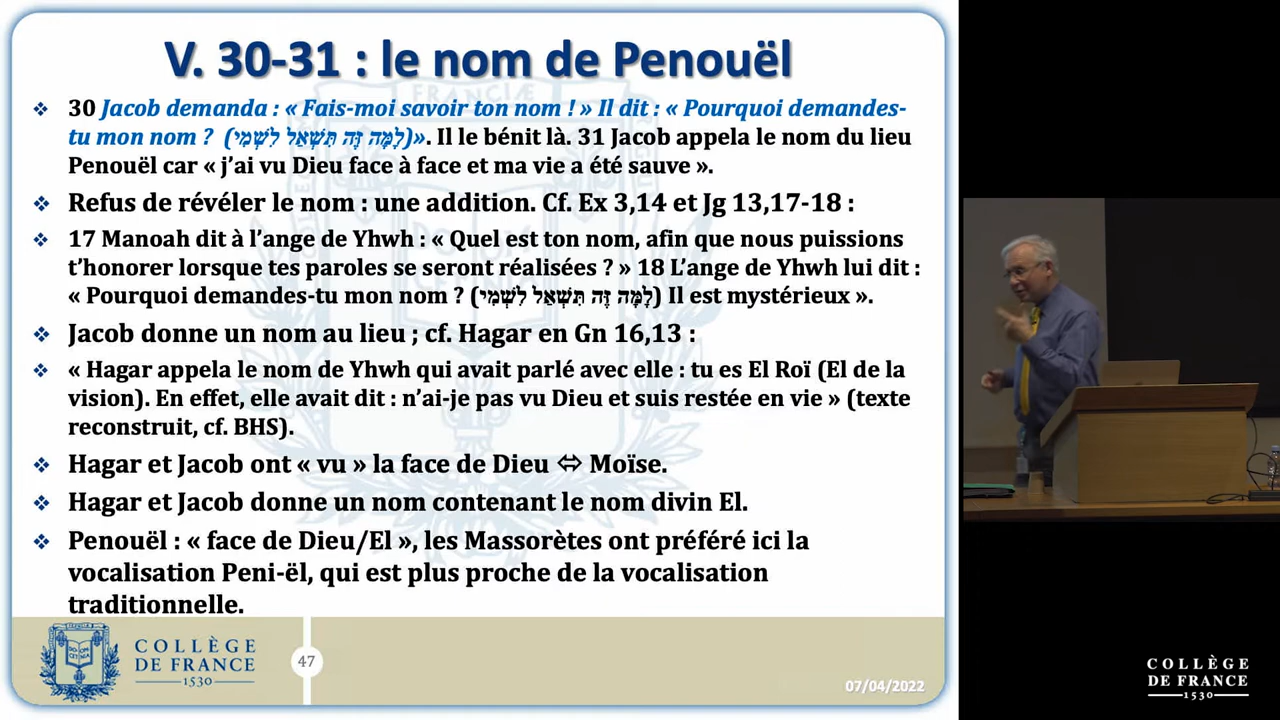 V. 30-31 : le nom de Penouël
❖ 30 Jacob demanda : « Fais-moi savoir ton nom ! » Il dit : « Pourquoi demandes-
tu mon nom ? (לָמָּה זֶּה תִּשְׁאַל לִשְׁמִי)». Il le bénit là. 31 Jacob appela le nom du lieu
Penouël car « j’ai vu Dieu face à face et ma vie a été sauve ».
❖ Refus de révéler le nom : une addition. Cf. Ex 3,14 et Jg 13,17-18 :
❖ 17 Manoah dit à l’ange de Yhwh : « Quel est ton nom, afin que nous puissions
t’honorer lorsque tes paroles se seront réalisées ? » 18 L’ange de Yhwh lui dit :
« Pourquoi demandes-tu mon nom ? (לָמָּה זֶּה תִּשְׁאַל לִשְׁמִי) Il est mystérieux ».
❖ Jacob donne un nom au lieu ; cf. Hagar en Gn 16,13 :
❖ « Hagar appela le nom de Yhwh qui avait parlé avec elle : tu es El Roï (El de la
vision). En effet, elle avait dit : n’ai-je pas vu Dieu et suis restée en vie » (texte
reconstruit, cf. BHS).
❖ Hagar et Jacob ont « vu » la face de Dieu ⇔ Moïse.
❖ Hagar et Jacob donne un nom contenant le nom divin El.
❖ Penouël : « face de Dieu/El », les Massorètes ont préféré ici la
vocalisation Peni-ël, qui est plus proche de la vocalisation
traditionnelle.
COLLÈGE
DE FRANCE
1530
47
07/04/2022
COLLÈGE
DE FRANCE
1530